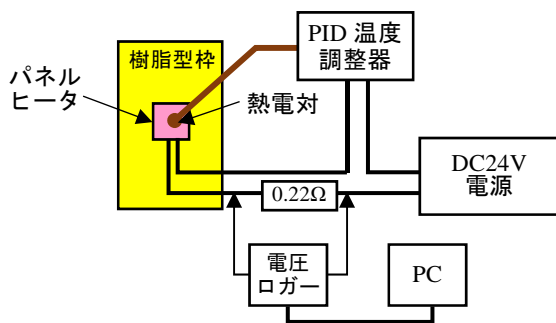 PID 温度
調整器
樹脂型枠
パネル
ヒータ
熱電対
DC24V
電源
0.22Ω
電圧
ロガー
PC